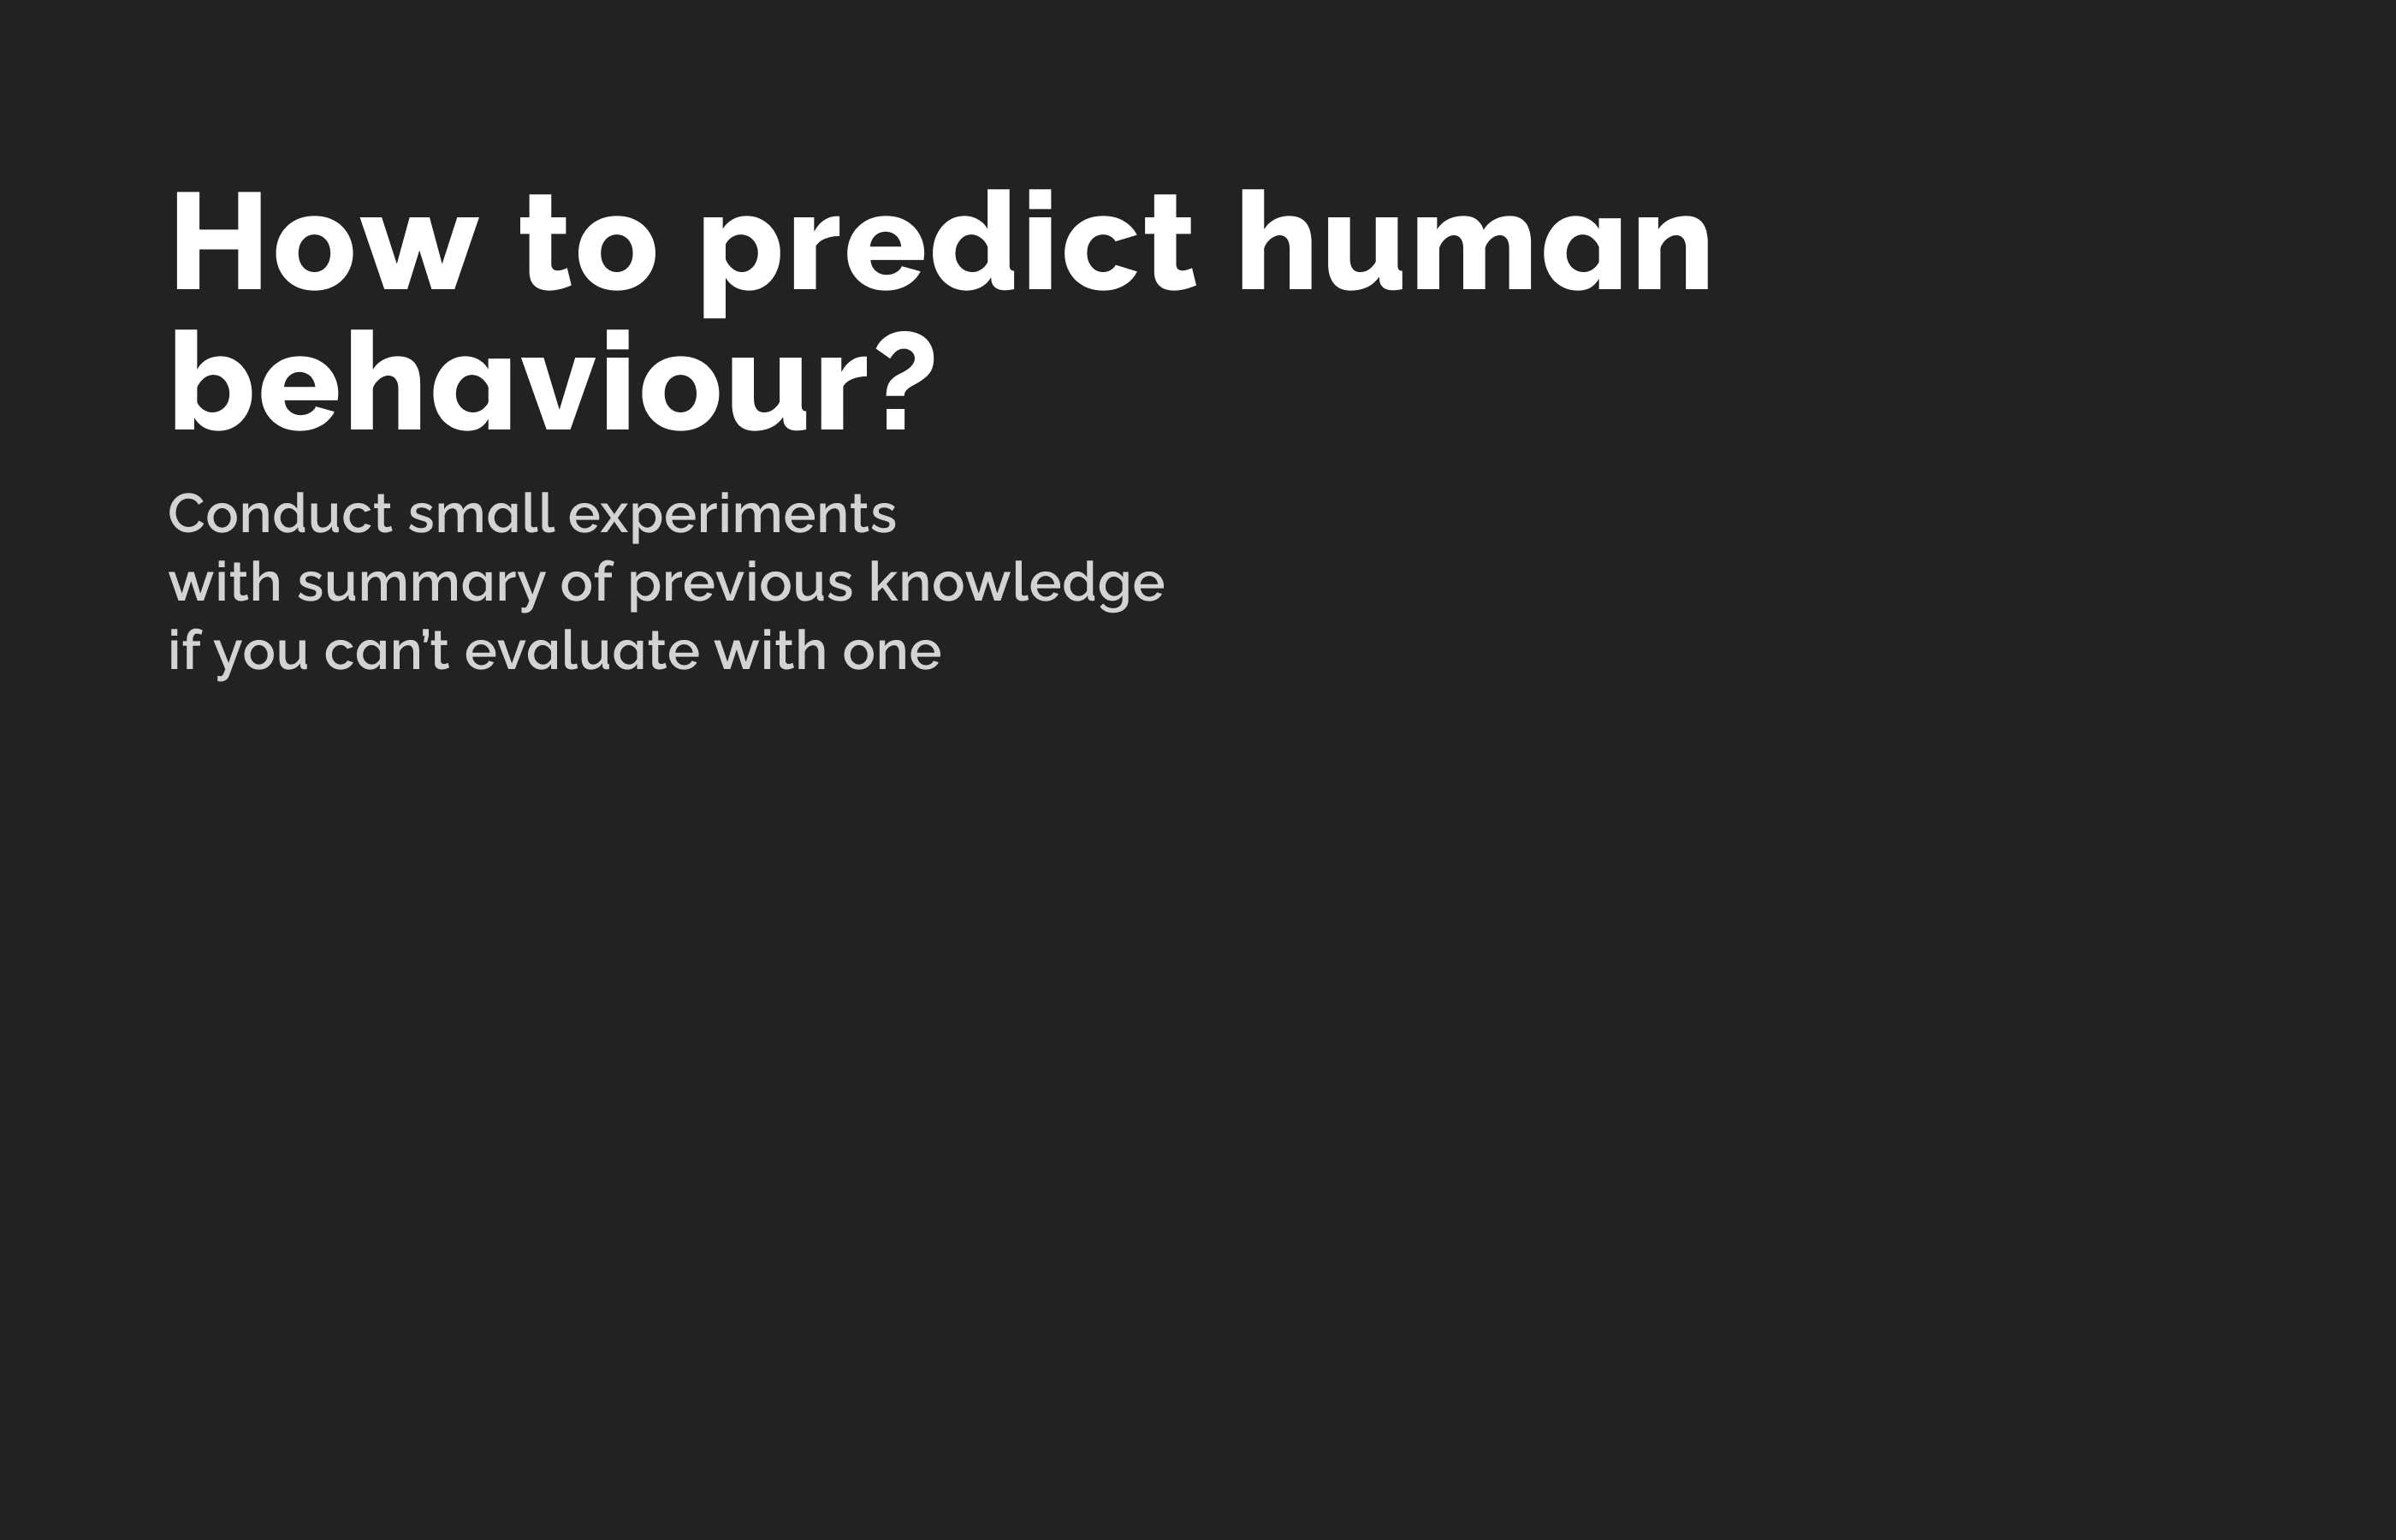 How to predict human
behaviour?
Conduct small experiments
with summary of previous knowledge
if you can't evaluate with one